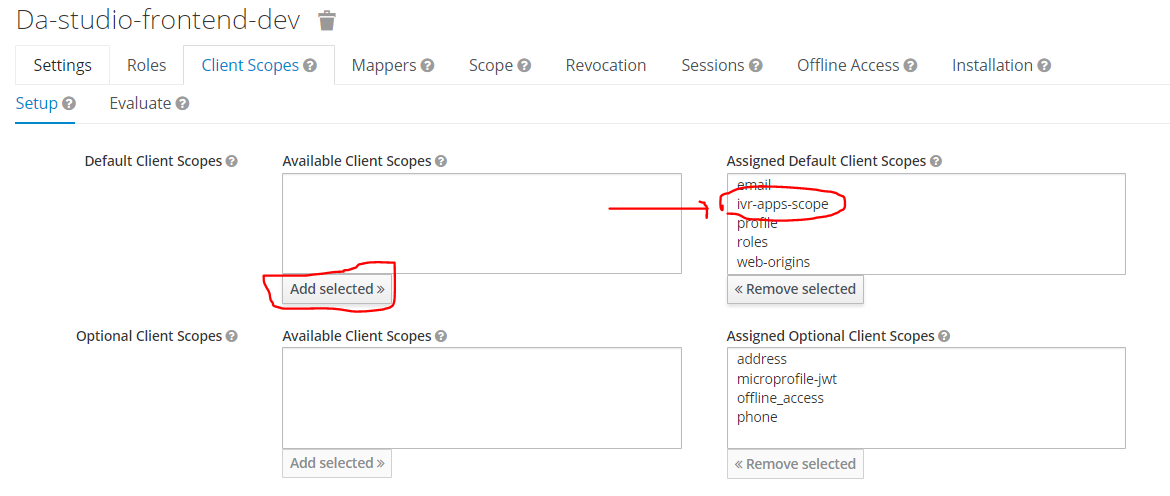 Da-studio-frontend-dev
Settings Roles Client Scopes Mappers Scope Revocation Sessions Offline Access Installation
Setup Evaluate
Default Client Scopes Available Client Scopes Assigned Default Client Scopes
email
ivr-apps-scope
profile
roles
web-origins
Add selected » « Remove selected
Optional Client Scopes Available Client Scopes Assigned Optional Client Scopes
address
microprofile-jwt
offline_access
phone
Add selected » « Remove selected